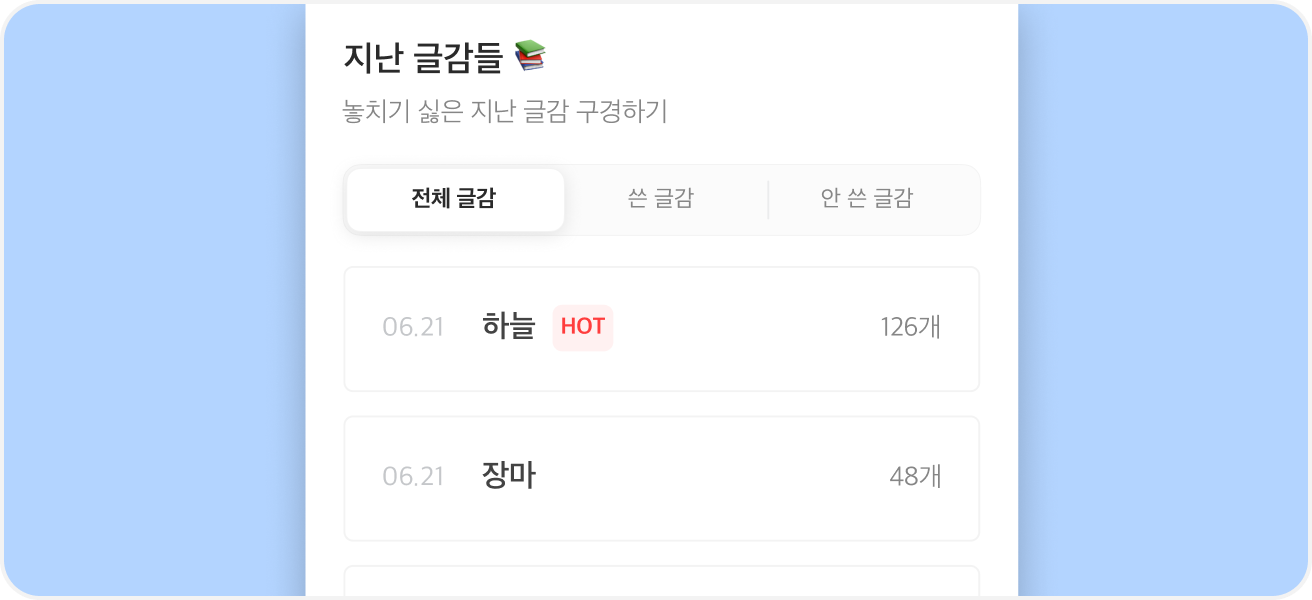 지난 글감들 📚
놓치기 싫은 지난 글감 구경하기
전체 글감 쓴 글감 안 쓴 글감
06.21 하늘 HOT 126개
06.21 장마 48개